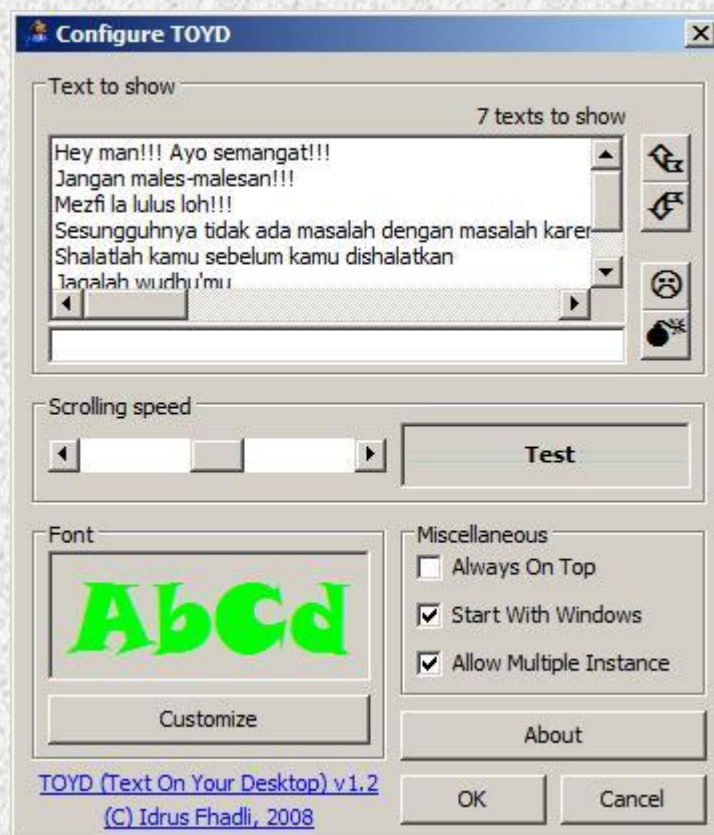 Configure TOYD
Text to show
7 texts to show
Hey man!!! Ayo semangat!!!
Jangan males-malesan!!!
Mezfi la lulus loh!!!
Sesungguhnya tidak ada masalah dengan masalah karer
Shalatlah kamu sebelum kamu dishalatkan
Jagalah wudhu'mu
Scrolling speed
Test
Font
AbCd
Customize
Miscellaneous
Always On Top
Start With Windows
Allow Multiple Instance
About
TOYD (Text On Your Desktop) v1.2
(C) Idrus Fhadli, 2008
OK
Cancel